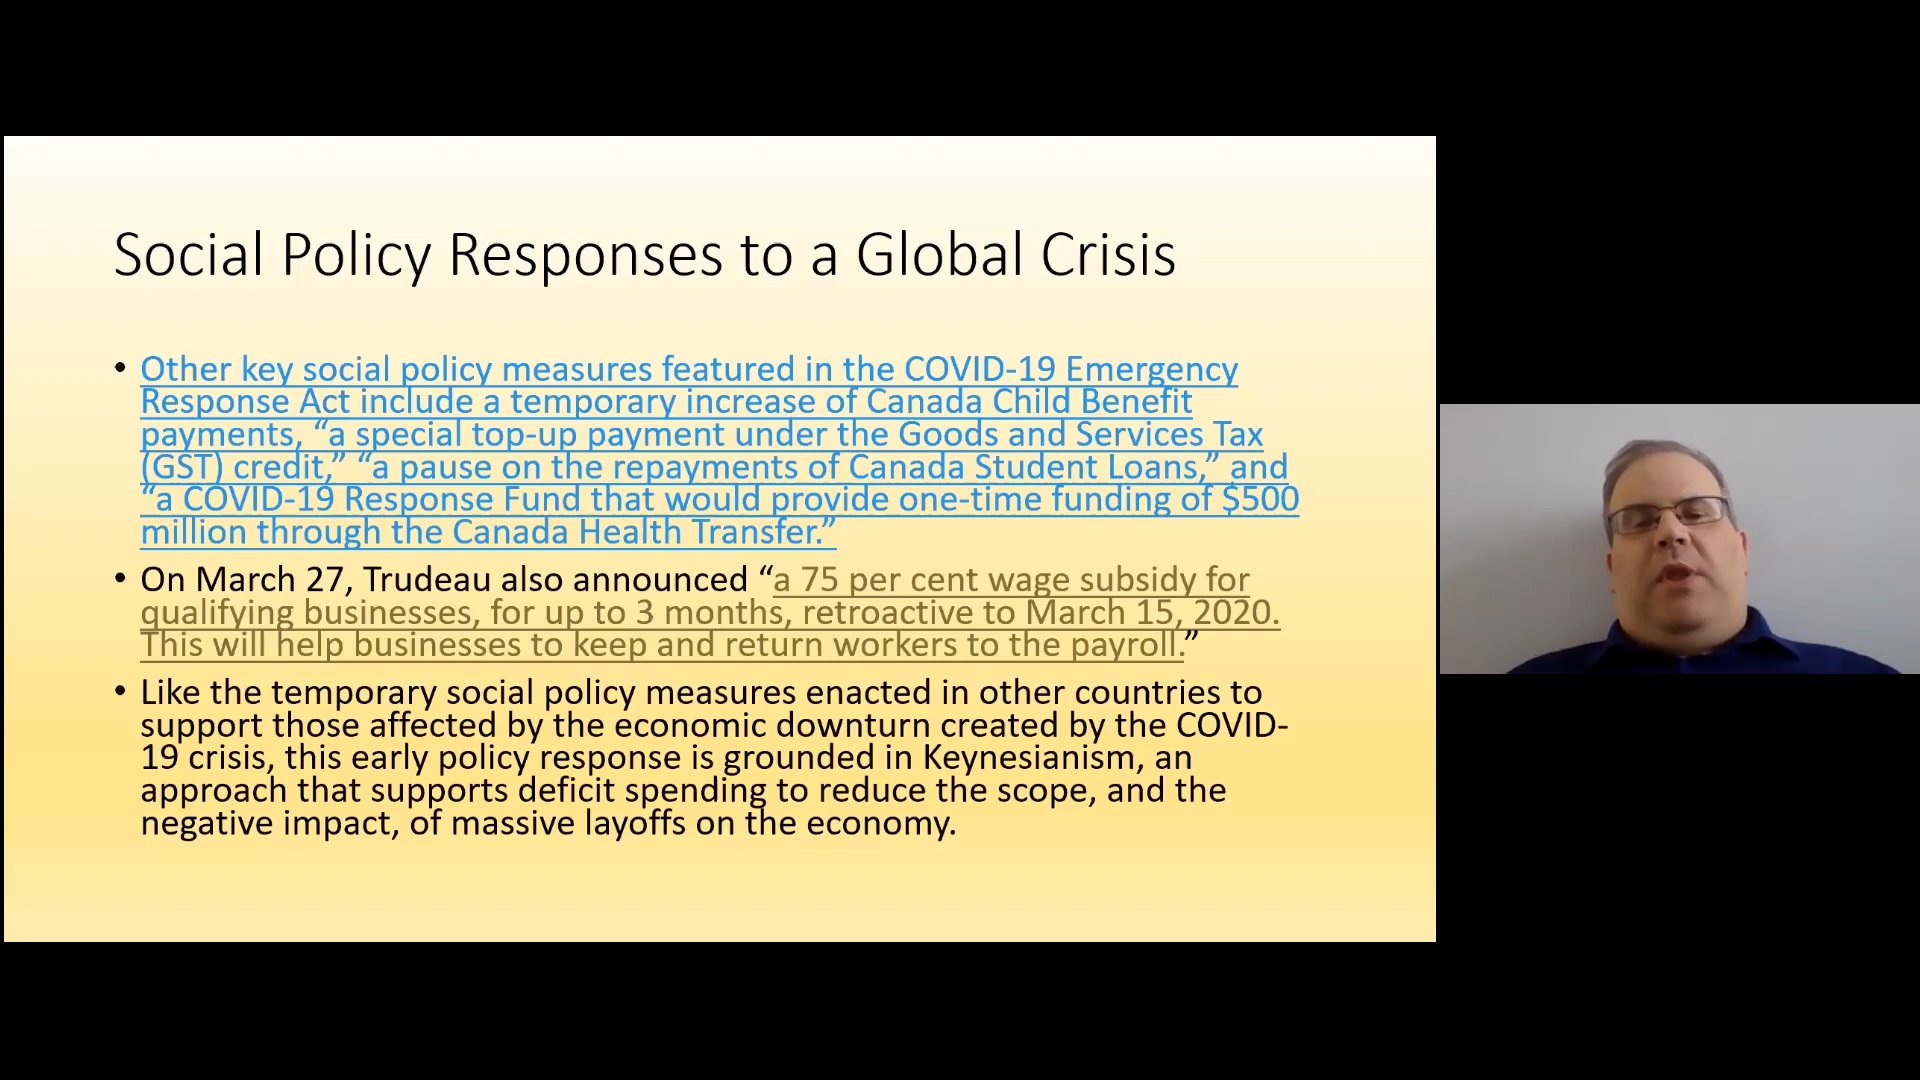 Social Policy Responses to a Global Crisis
• Other key social policy measures featured in the COVID-19 Emergency
Response Act include a temporary increase of Canada Child Benefit
payments, “a special top-up payment under the Goods and Services Tax
(GST) credit,” “a pause on the repayments of Canada Student Loans,” and
“a COVID-19 Response Fund that would provide one-time funding of $500
million through the Canada Health Transfer.”
• On March 27, Trudeau also announced “a 75 per cent wage subsidy for
qualifying businesses, for up to 3 months, retroactive to March 15, 2020.
This will help businesses to keep and return workers to the payroll.”
• Like the temporary social policy measures enacted in other countries to
support those affected by the economic downturn created by the COVID-
19 crisis, this early policy response is grounded in Keynesianism, an
approach that supports deficit spending to reduce the scope, and the
negative impact, of massive layoffs on the economy.